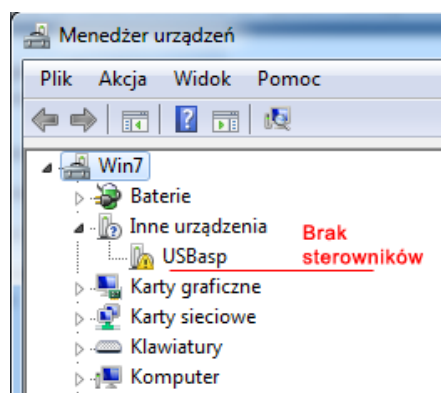 Menedżer urządzeń
Plik Akcja Widok Pomoc
Win7
Baterie
Inne urządzenia
Brak
sterowników
USBasp
Karty graficzne
Karty sieciowe
Klawiatury
Komputer